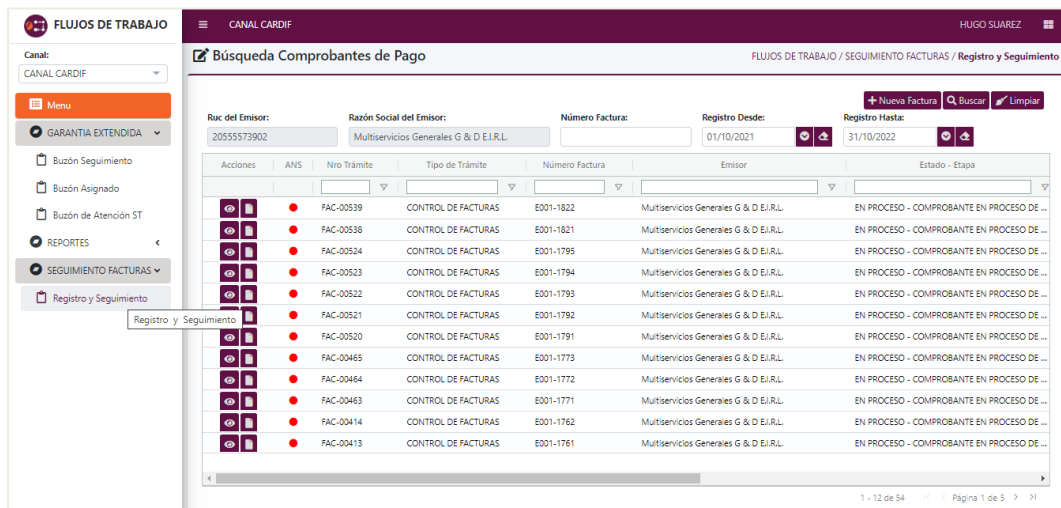 FLUJOS DE TRABAJO
CANAL CARDIF
HUGO SUAREZ
Canal:
CANAL CARDIF
Menu
GARANTIA EXTENDIDA
Buzón Seguimiento
Buzón Asignado
Buzón de Atención ST
REPORTES
SEGUIMIENTO FACTURAS
Registro y Seguimiento
Registro y Seguimiento
Búsqueda Comprobantes de Pago
FLUJOS DE TRABAJO / SEGUIMIENTO FACTURAS / Registro y Seguimiento
Nueva Factura Buscar Limpiar
Ruc del Emisor: Razón Social del Emisor: Número Factura: Registro Desde: Registro Hasta:
20555573902 Multiservicios Generales G & D E.I.R.L. 01/10/2021 31/10/2022
Acciones ANS Nro Trámite Tipo de Trámite Número Factura Emisor Estado - Etapa
FAC-00539 CONTROL DE FACTURAS E001-1822 Multiservicios Generales G & D E.I.R.L. EN PROCESO - COMPROBANTE EN PROCESO DE ...
FAC-00538 CONTROL DE FACTURAS E001-1821 Multiservicios Generales G & D E.I.R.L. EN PROCESO - COMPROBANTE EN PROCESO DE ...
FAC-00524 CONTROL DE FACTURAS E001-1795 Multiservicios Generales G & D E.I.R.L. EN PROCESO - COMPROBANTE EN PROCESO DE ...
FAC-00523 CONTROL DE FACTURAS E001-1794 Multiservicios Generales G & D E.I.R.L. EN PROCESO - COMPROBANTE EN PROCESO DE ...
FAC-00522 CONTROL DE FACTURAS E001-1793 Multiservicios Generales G & D E.I.R.L. EN PROCESO - COMPROBANTE EN PROCESO DE ...
FAC-00521 CONTROL DE FACTURAS E001-1792 Multiservicios Generales G & D E.I.R.L. EN PROCESO - COMPROBANTE EN PROCESO DE ...
FAC-00520 CONTROL DE FACTURAS E001-1791 Multiservicios Generales G & D E.I.R.L. EN PROCESO - COMPROBANTE EN PROCESO DE ...
FAC-00465 CONTROL DE FACTURAS E001-1773 Multiservicios Generales G & D E.I.R.L. EN PROCESO - COMPROBANTE EN PROCESO DE ...
FAC-00464 CONTROL DE FACTURAS E001-1772 Multiservicios Generales G & D E.I.R.L. EN PROCESO - COMPROBANTE EN PROCESO DE ...
FAC-00463 CONTROL DE FACTURAS E001-1771 Multiservicios Generales G & D E.I.R.L. EN PROCESO - COMPROBANTE EN PROCESO DE ...
FAC-00414 CONTROL DE FACTURAS E001-1762 Multiservicios Generales G & D E.I.R.L. EN PROCESO - COMPROBANTE EN PROCESO DE ...
FAC-00413 CONTROL DE FACTURAS E001-1761 Multiservicios Generales G & D E.I.R.L. EN PROCESO - COMPROBANTE EN PROCESO DE ...
1 - 12 de 54 Página 1 de 5